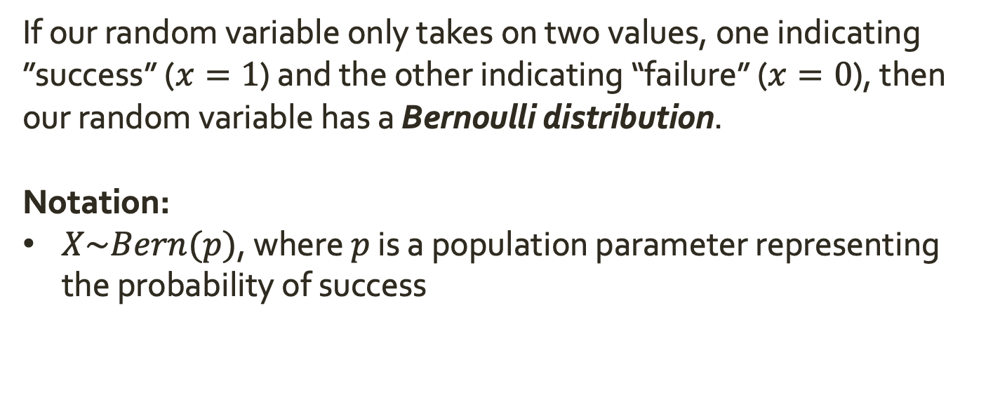 If our random variable only takes on two values, one indicating
”success” (x = 1) and the other indicating “failure” (x = 0), then
our random variable has a Bernoulli distribution.
Notation:
• X~Bern(p), where p is a population parameter representing
the probability of success